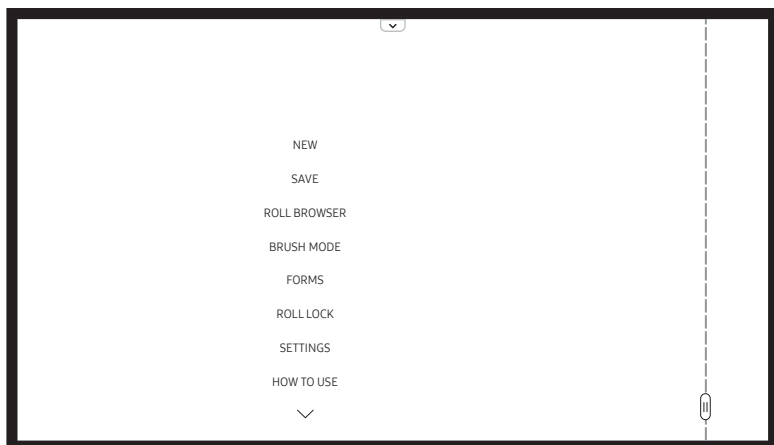 NEW
SAVE
ROLL BROWSER
BRUSH MODE
FORMS
ROLL LOCK
SETTINGS
HOW TO USE